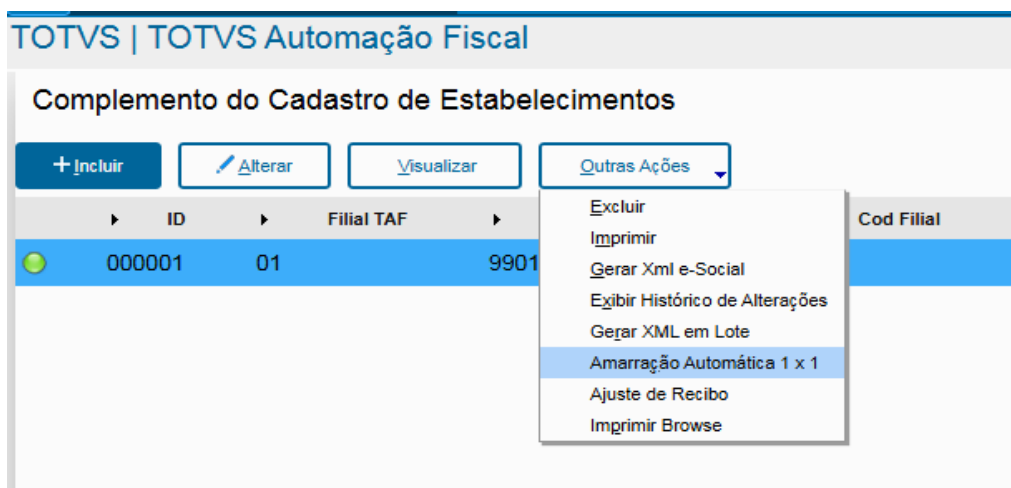 TOTVS | TOTVS Automação Fiscal
Complemento do Cadastro de Estabelecimentos
+ Incluir Alterar Visualizar Outras Ações
ID Filial TAF Cod Filial
000001 01 9901
Excluir
Imprimir
Gerar Xml e-Social
Exibir Histórico de Alterações
Gerar XML em Lote
Amarração Automática 1 x 1
Ajuste de Recibo
Imprimir Browse